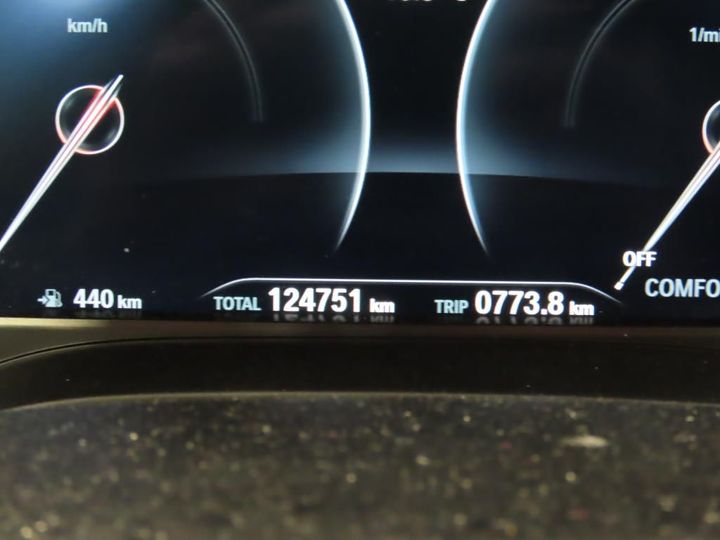 km/h
1/mi
OFF
440 km
TOTAL 124751 km
TRIP 0773.8 km
COMFO